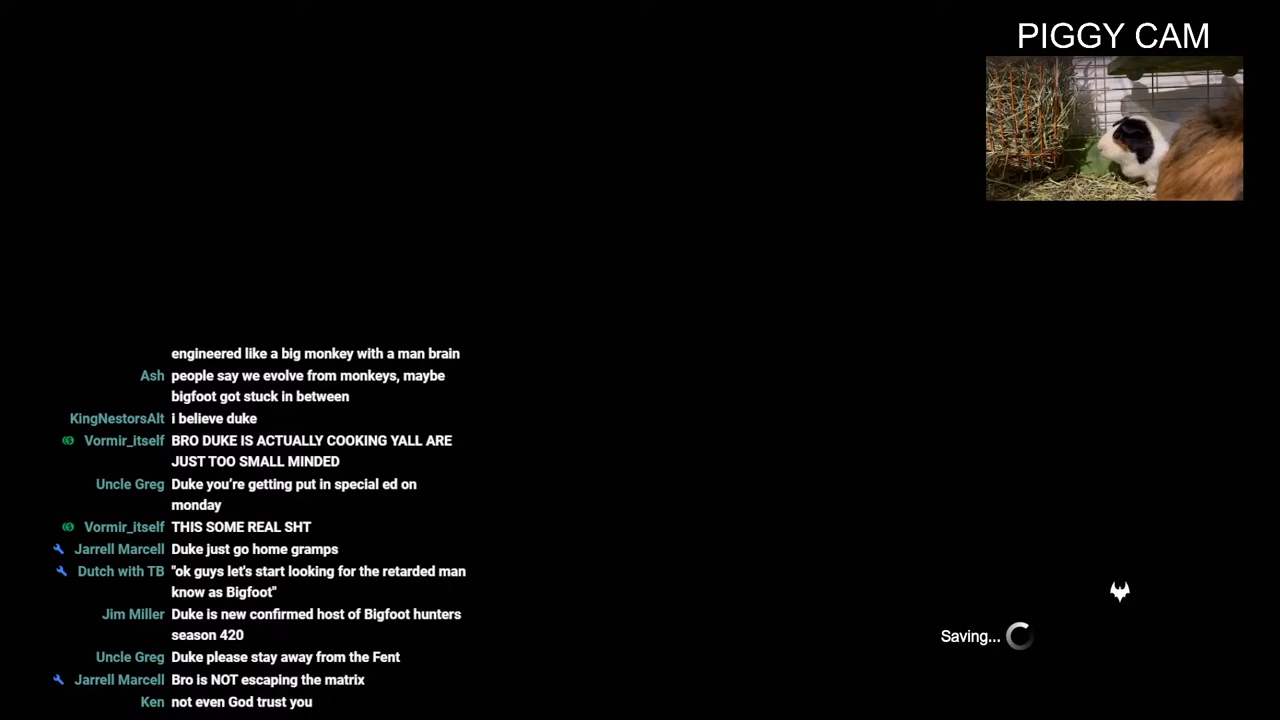 PIGGY CAM
engineered like a big monkey with a man brain
Ash people say we evolve from monkeys, maybe
bigfoot got stuck in between
KingNestorsAlt i believe duke
Vormir_itself BRO DUKE IS ACTUALLY COOKING YALL ARE
JUST TOO SMALL MINDED
Uncle Greg Duke you’re getting put in special ed on
monday
Vormir_itself THIS SOME REAL SHT
Jarrell Marcell Duke just go home gramps
Dutch with TB "ok guys let's start looking for the retarded man
know as Bigfoot"
Jim Miller Duke is new confirmed host of Bigfoot hunters
season 420
Uncle Greg Duke please stay away from the Fent
Jarrell Marcell Bro is NOT escaping the matrix
Ken not even God trust you
Saving...